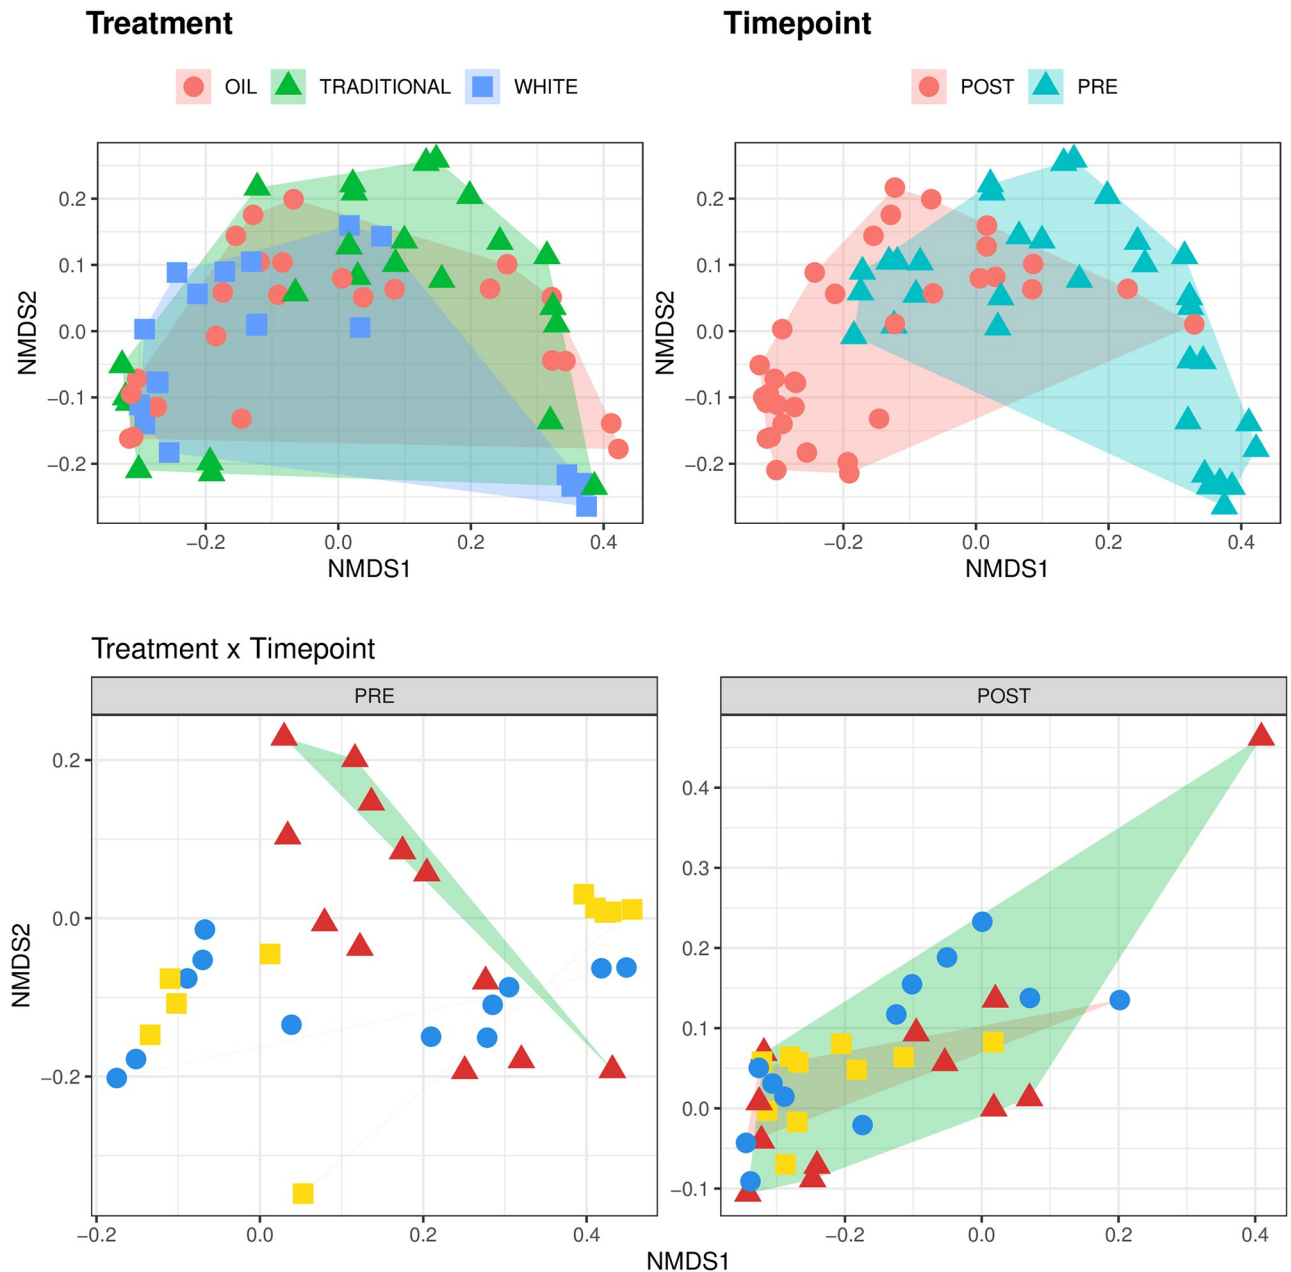 Treatment
Timepoint
OIL TRADITIONAL WHITE
POST PRE
NMDS2
0.2
0.1
0.0
−0.1
−0.2
−0.2 0.0 0.2 0.4
NMDS1
NMDS2
0.2
0.1
0.0
−0.1
−0.2
−0.2 0.0 0.2 0.4
NMDS1
Treatment x Timepoint
PRE
POST
NMDS2
0.2
0.0
−0.2
−0.2 0.0 0.2 0.4
0.4
0.3
0.2
0.1
0.0
−0.1
−0.2 0.0 0.2 0.4
NMDS1